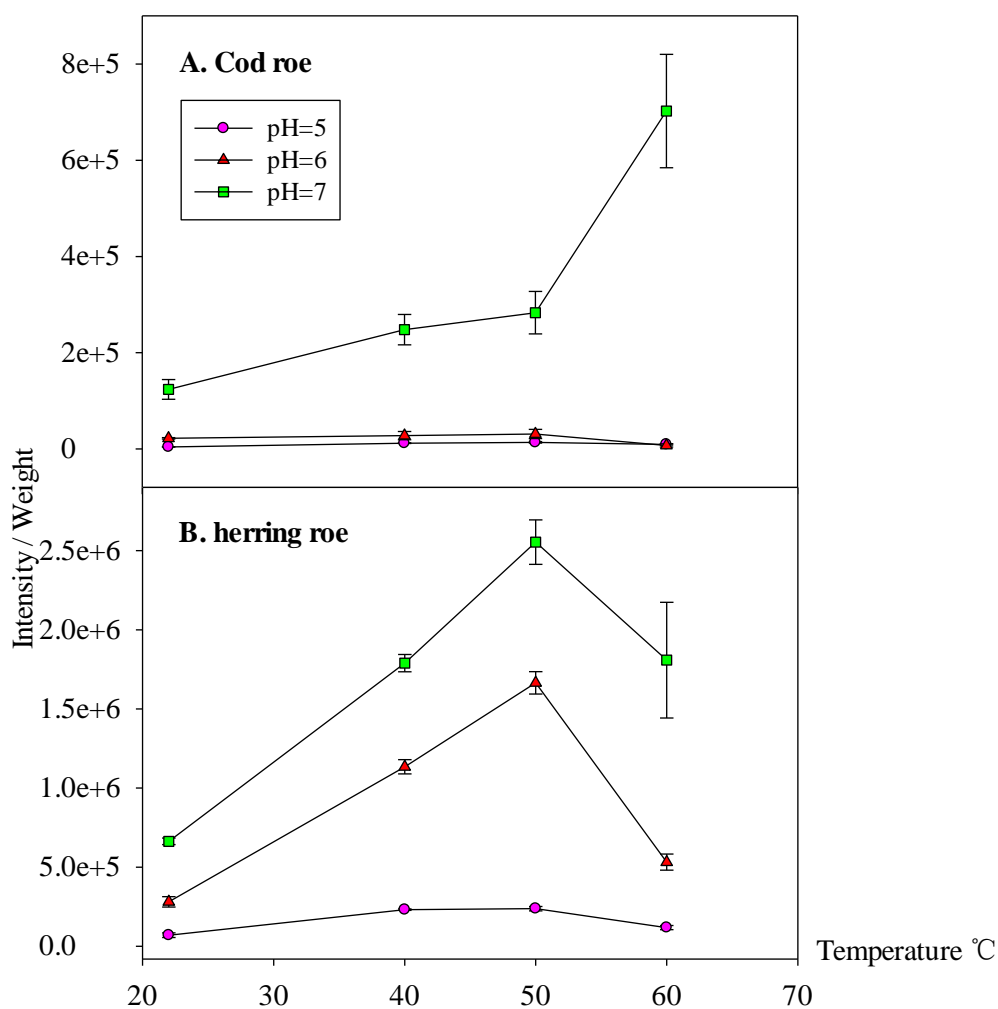 A. Cod roe
pH=5
pH=6
pH=7
8e+5
6e+5
4e+5
2e+5
0
Intensity / Weight
B. herring roe
2.5e+6
2.0e+6
1.5e+6
1.0e+6
5.0e+5
0.0
Temperature ℃
20 30 40 50 60 70